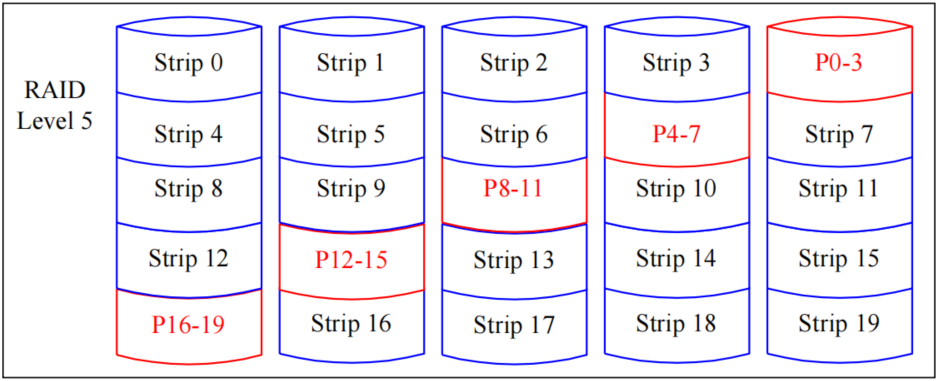 RAID
Level 5
Strip 0 Strip 1 Strip 2 Strip 3 P0-3
Strip 4 Strip 5 Strip 6 P4-7 Strip 7
Strip 8 Strip 9 P8-11 Strip 10 Strip 11
Strip 12 P12-15 Strip 13 Strip 14 Strip 15
P16-19 Strip 16 Strip 17 Strip 18 Strip 19